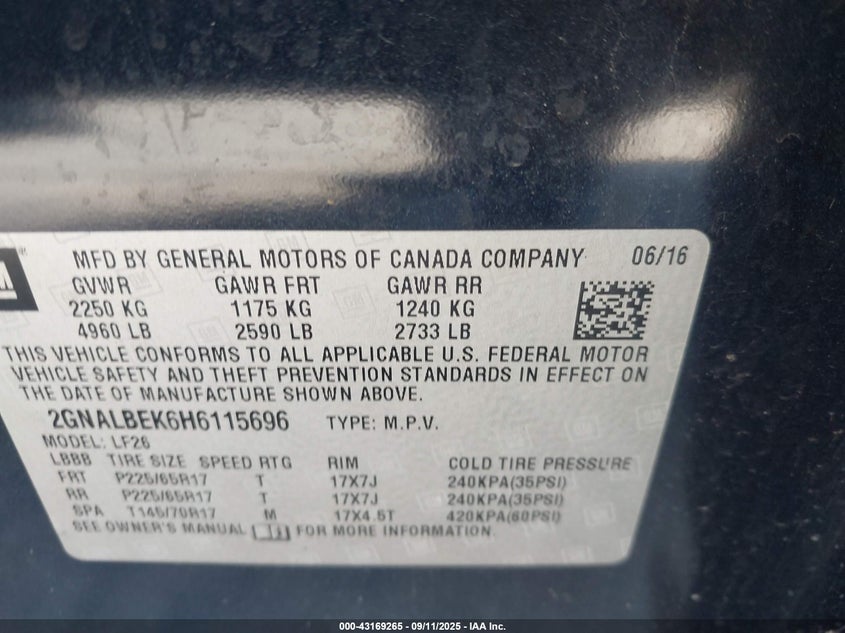 GM
MFD BY GENERAL MOTORS OF CANADA COMPANY 06/16
GVWR GAWR FRT GAWR RR
2250 KG 1175 KG 1240 KG
4960 LB 2590 LB 2733 LB
THIS VEHICLE CONFORMS TO ALL APPLICABLE U.S. FEDERAL MOTOR
VEHICLE SAFETY AND THEFT PREVENTION STANDARDS IN EFFECT ON
THE DATE OF MANUFACTURE SHOWN ABOVE.
2GNALBEK6H6115696 TYPE: M.P.V.
MODEL: LF26
LBBB TIRE SIZE SPEED RTG RIM COLD TIRE PRESSURE
FRT P225/65R17 T 17X7J 240KPA(35PSI)
RR P225/65R17 T 17X7J 240KPA(35PSI)
SPA T145/70R17 M 17X4.5T 420KPA(60PSI)
SEE OWNER'S MANUAL FOR MORE INFORMATION.
000-43169265 - 09/11/2025 - IAA Inc.